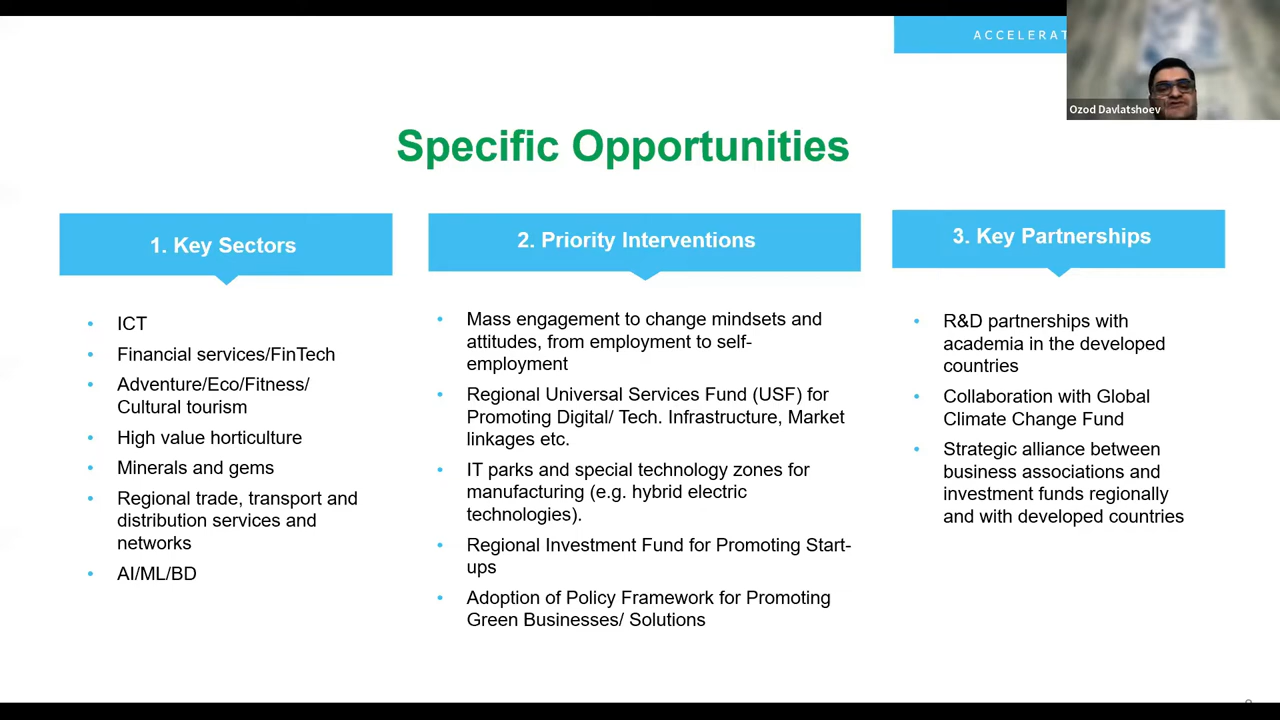 ACCELERAT
Ozod Davlatshoev
Specific Opportunities
1. Key Sectors
• ICT
• Financial services/FinTech
• Adventure/Eco/Fitness/
Cultural tourism
• High value horticulture
• Minerals and gems
• Regional trade, transport and
distribution services and
networks
• AI/ML/BD
2. Priority Interventions
• Mass engagement to change mindsets and
attitudes, from employment to self-
employment
• Regional Universal Services Fund (USF) for
Promoting Digital/ Tech. Infrastructure, Market
linkages etc.
• IT parks and special technology zones for
manufacturing (e.g. hybrid electric
technologies).
• Regional Investment Fund for Promoting Start-
ups
• Adoption of Policy Framework for Promoting
Green Businesses/ Solutions
3. Key Partnerships
• R&D partnerships with
academia in the developed
countries
• Collaboration with Global
Climate Change Fund
• Strategic alliance between
business associations and
investment funds regionally
and with developed countries